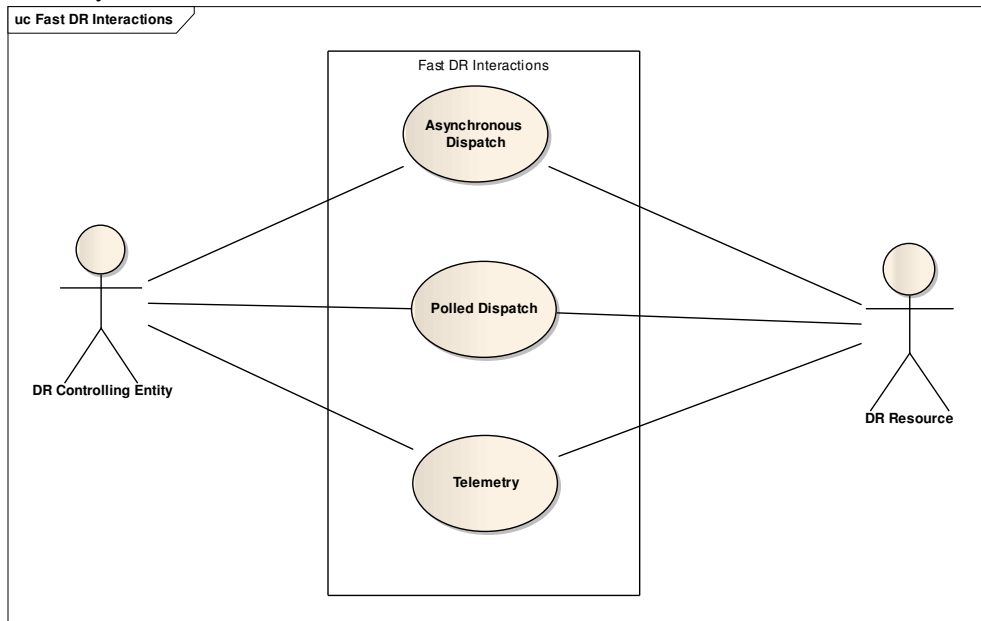 uc Fast DR Interactions
Fast DR Interactions
Asynchronous
Dispatch
Polled Dispatch
DR Controlling Entity
DR Resource
Telemetry